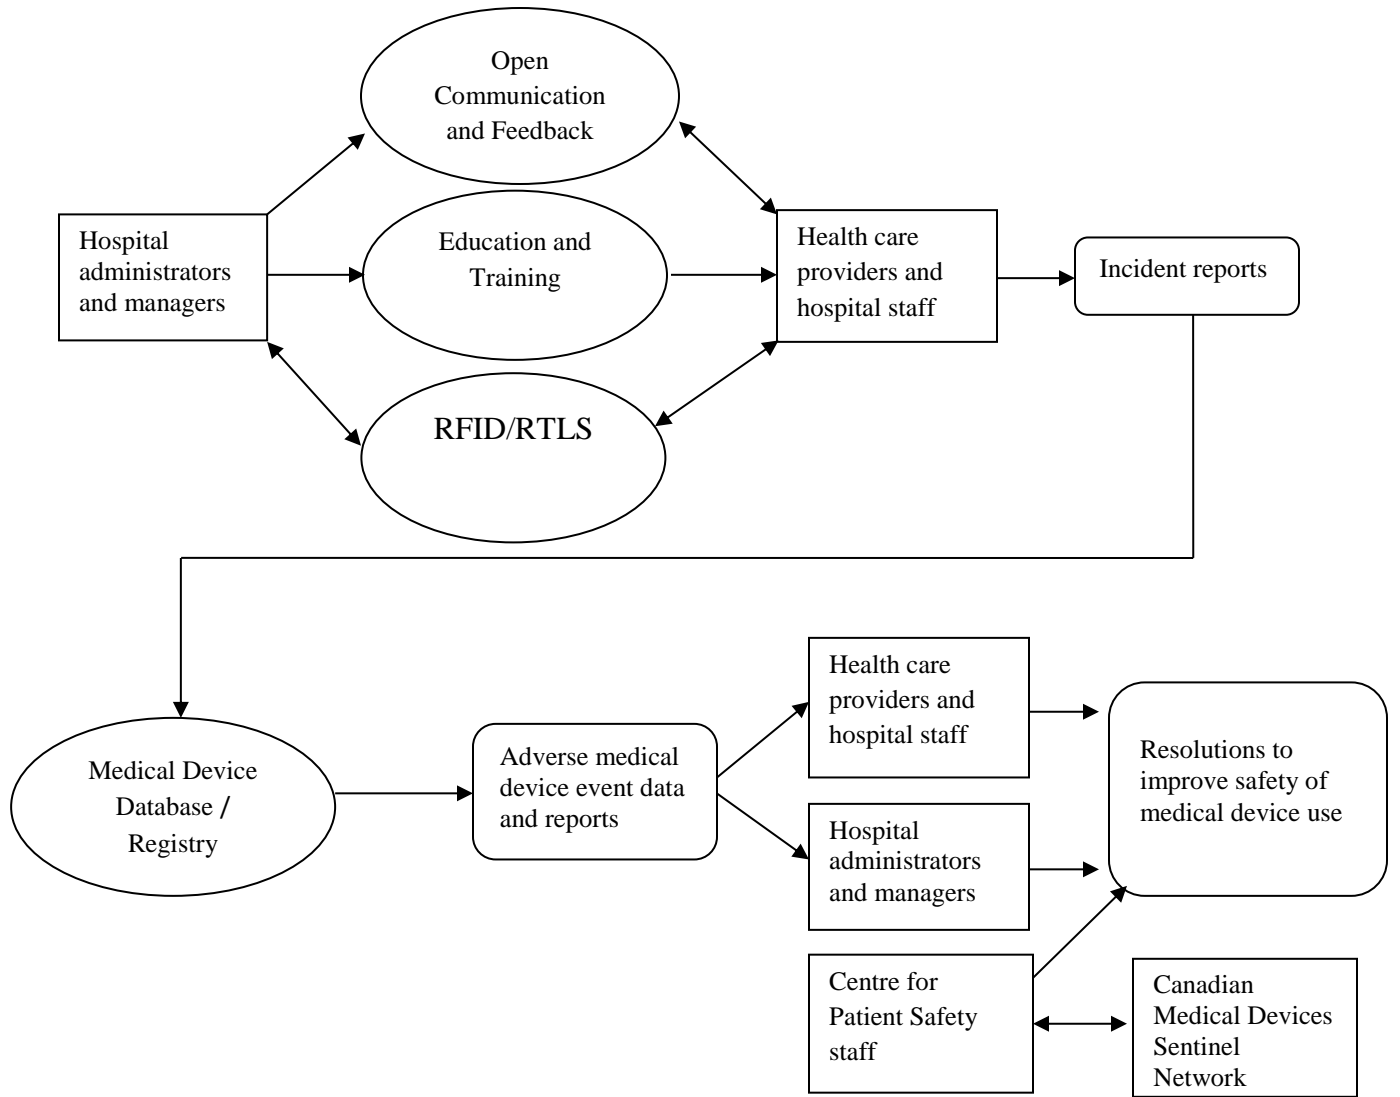 Open
Communication
and Feedback
Hospital
administrators
and managers
Education and
Training
Health care
providers and
hospital staff
Incident reports
RFID/RTLS
Medical Device
Database /
Registry
Adverse medical
device event data
and reports
Health care
providers and
hospital staff
Hospital
administrators
and managers
Resolutions to
improve safety of
medical device use
Centre for
Patient Safety
staff
Canadian
Medical Devices
Sentinel
Network